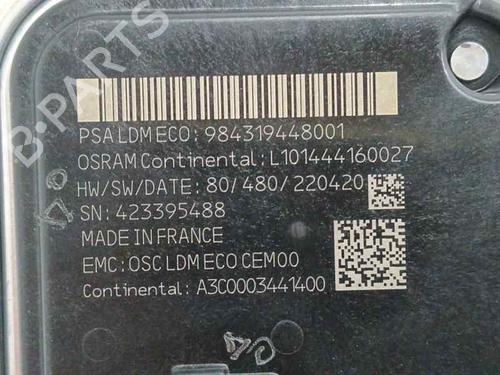 B-PARTS
PSA LDM ECO: 984319448001
OSRAM Continental: L101444160027
HW/SW/DATE: 80/480/220420
SN: 423395488
MADE IN FRANCE
EMC: OSC LDM ECO CEM00
Continental: A3C0003441400